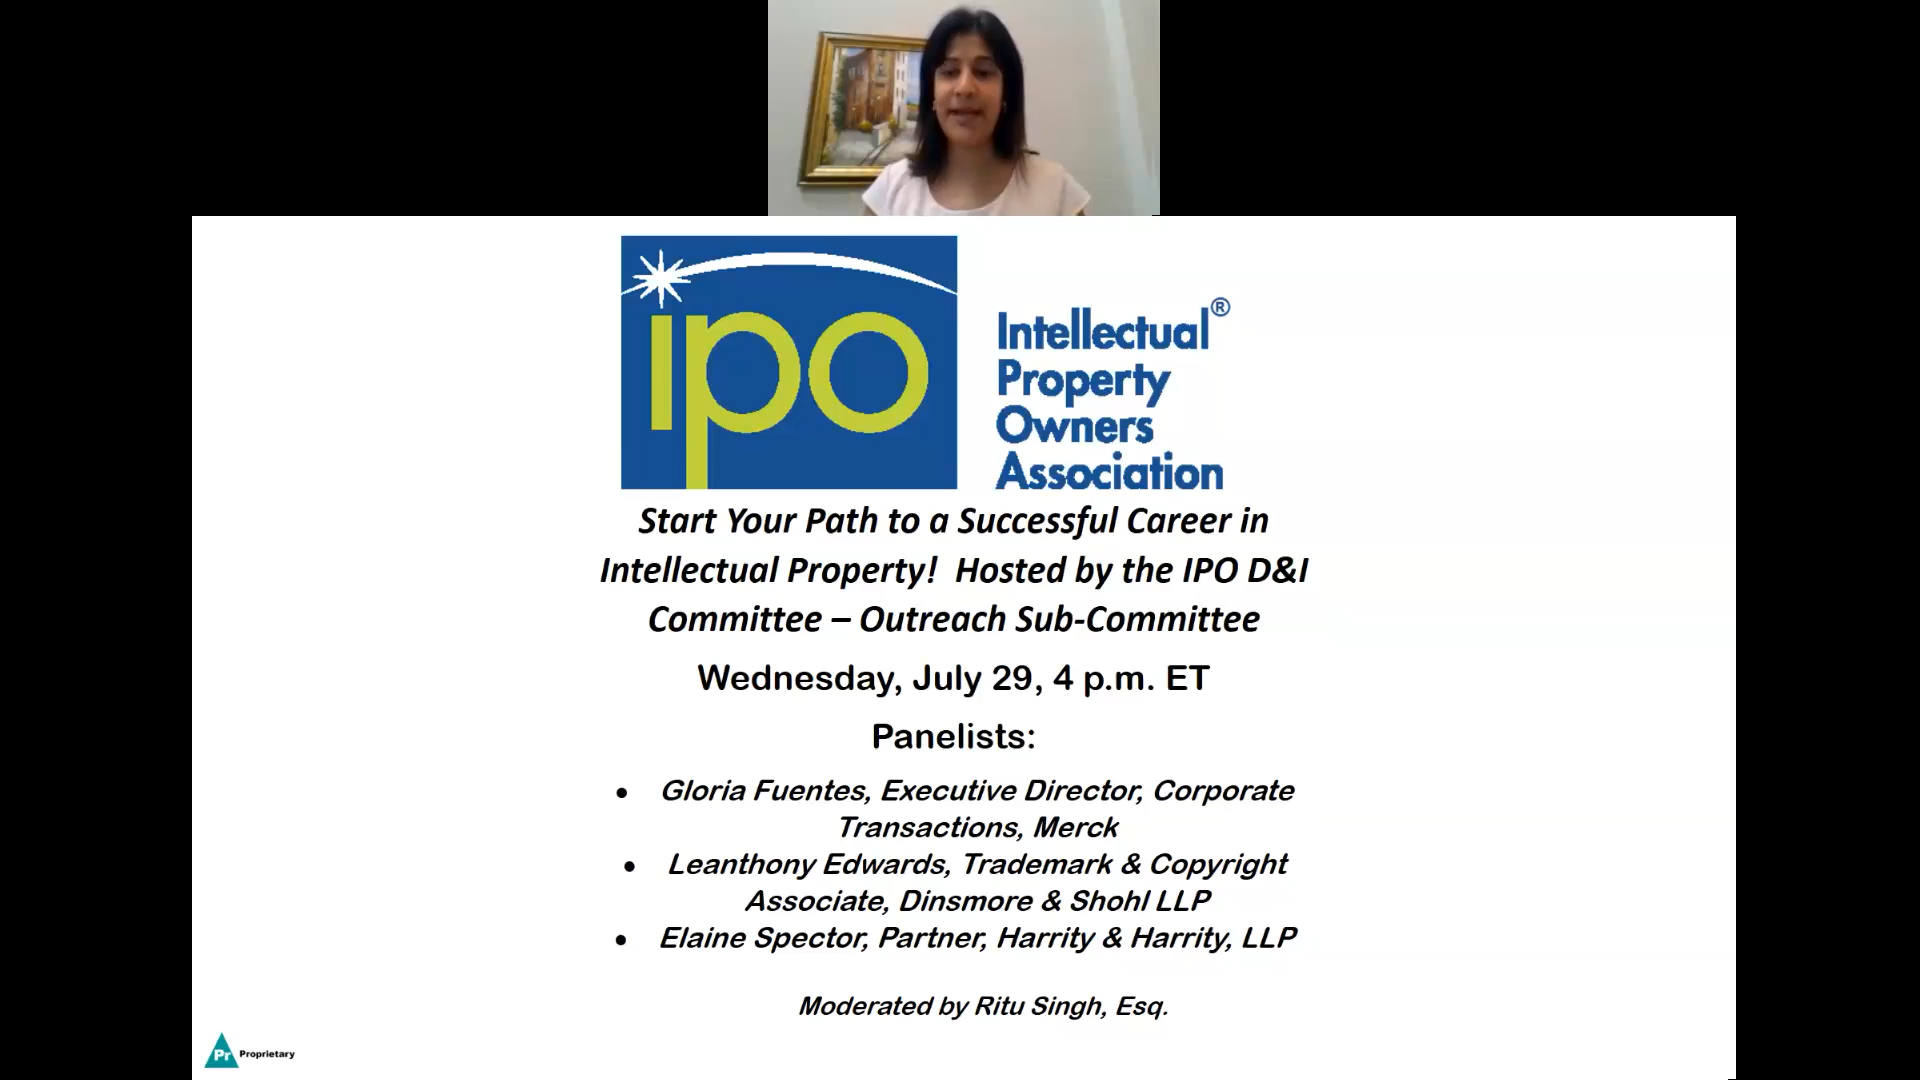 ipo
Intellectual®
Property
Owners
Association
Start Your Path to a Successful Career in
Intellectual Property!  Hosted by the IPO D&I
Committee – Outreach Sub-Committee
Wednesday, July 29, 4 p.m. ET
Panelists:
• Gloria Fuentes, Executive Director, Corporate
Transactions, Merck
• Leanthony Edwards, Trademark & Copyright
Associate, Dinsmore & Shohl LLP
• Elaine Spector, Partner, Harrity & Harrity, LLP
Moderated by Ritu Singh, Esq.
Pr Proprietary